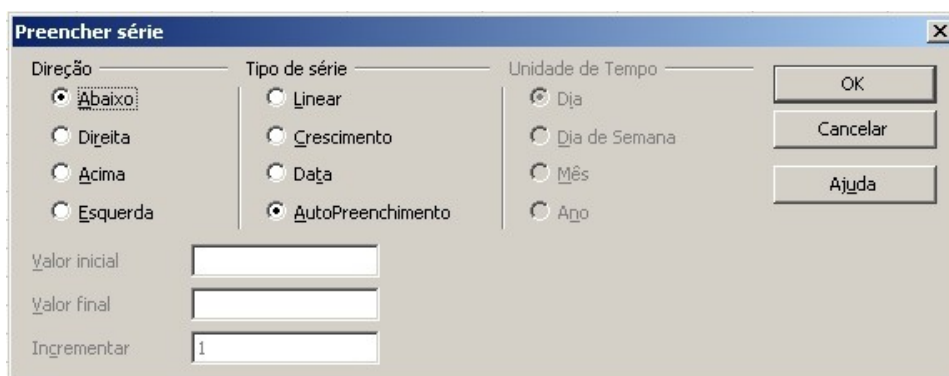 Preencher série
Direção Tipo de série Unidade de Tempo
Abaixo Linear Dia OK
Direita Crescimento Dia de Semana Cancelar
Acima Data Mês Ajuda
Esquerda AutoPreenchimento Ano
Valor inicial
Valor final
Incrementar 1